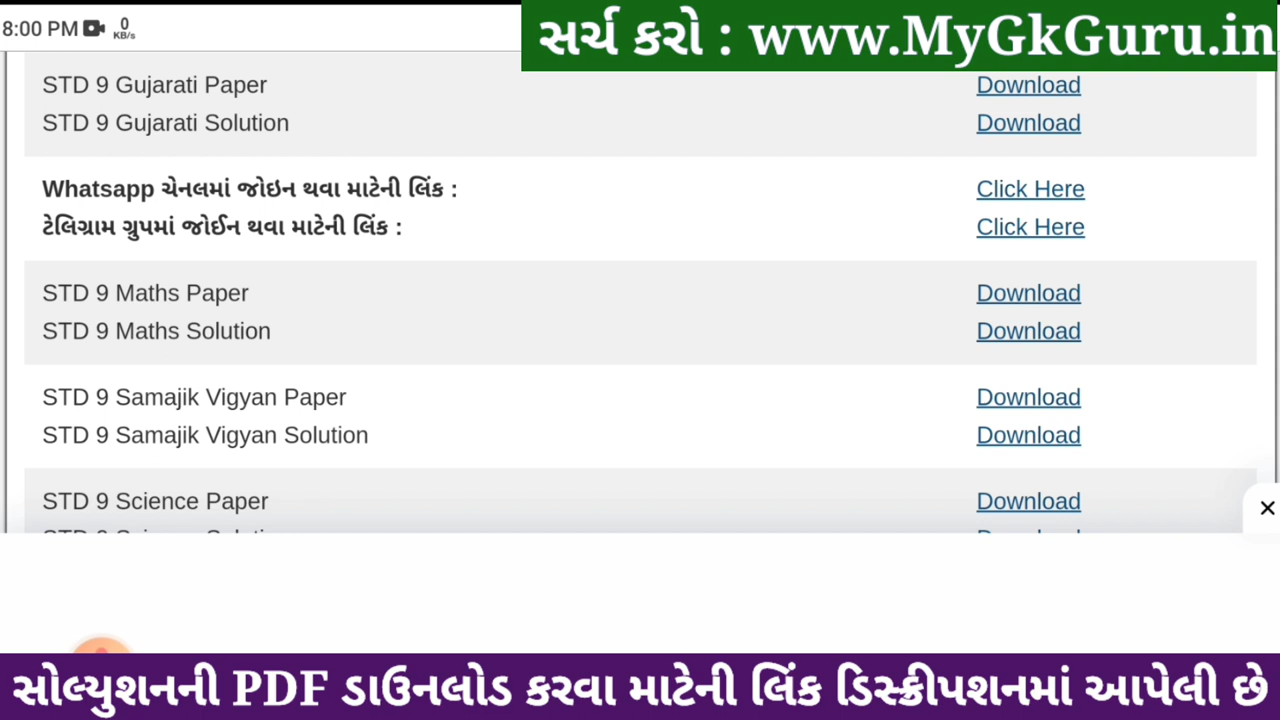 8:00 PM 0 KB/s
સર્ચ કરો : www.MyGkGuru.in
STD 9 Gujarati Paper Download
STD 9 Gujarati Solution Download
Whatsapp ચેનલમાં જોઇન થવા માટેની લિંક : Click Here
ટેલિગ્રામ ગ્રુપમાં જોઈન થવા માટેની લિંક : Click Here
STD 9 Maths Paper Download
STD 9 Maths Solution Download
STD 9 Samajik Vigyan Paper Download
STD 9 Samajik Vigyan Solution Download
STD 9 Science Paper Download
સોલ્યુશનની PDF ડાઉનલોડ કરવા માટેની લિંક ડિસ્ક્રીપશનમાં આપેલી છે